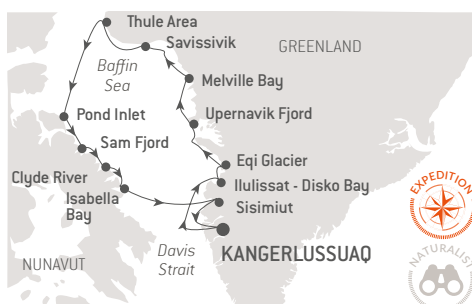 Thule Area
Savissivik
GREENLAND
Baffin
Sea
Melville Bay
Pond Inlet
Upernavik Fjord
Sam Fjord
Eqi Glacier
Clyde River
Ilulissat - Disko Bay
Isabella
Bay
Sisimiut
EXPEDITION
Davis
Strait
KANGERLUSSUAQ
NUNAVUT
NATURALIST